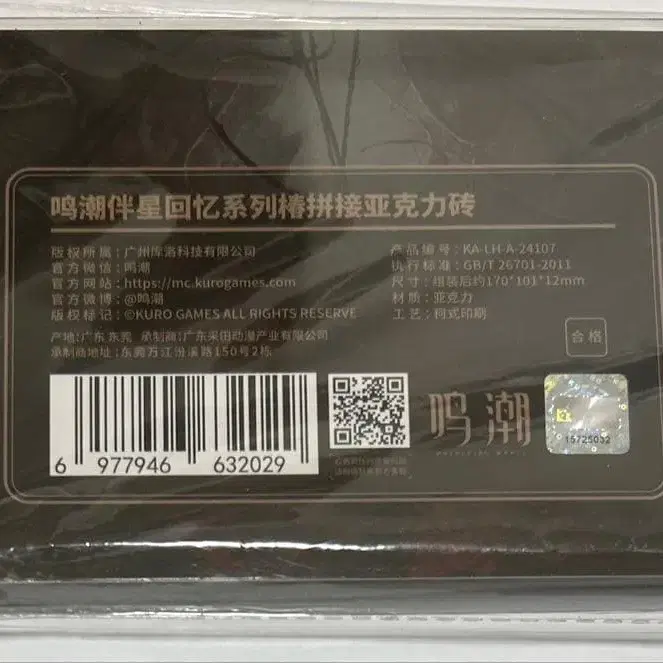 鸣潮伴星回忆系列椿拼接亚克力砖
版权所属：广州库洛科技有限公司
官方微信：鸣潮
官方网站：https://mc.kurogames.com
官方微博：@鸣潮
版权标记：©KURO GAMES ALL RIGHTS RESERVE
产地：广东东莞 承制商：广东采田动漫产业有限公司
承制商地址：东莞万江汾溪路150号2栋
产品编号：KA-LH-A-24107
执行标准：GB/T 26701-2011
尺寸：组装后约170*101*12mm
材质：亚克力
工艺：柯式印刷
合格
6 977946 632029
鸣潮
WUTHERING WAVES
15725032